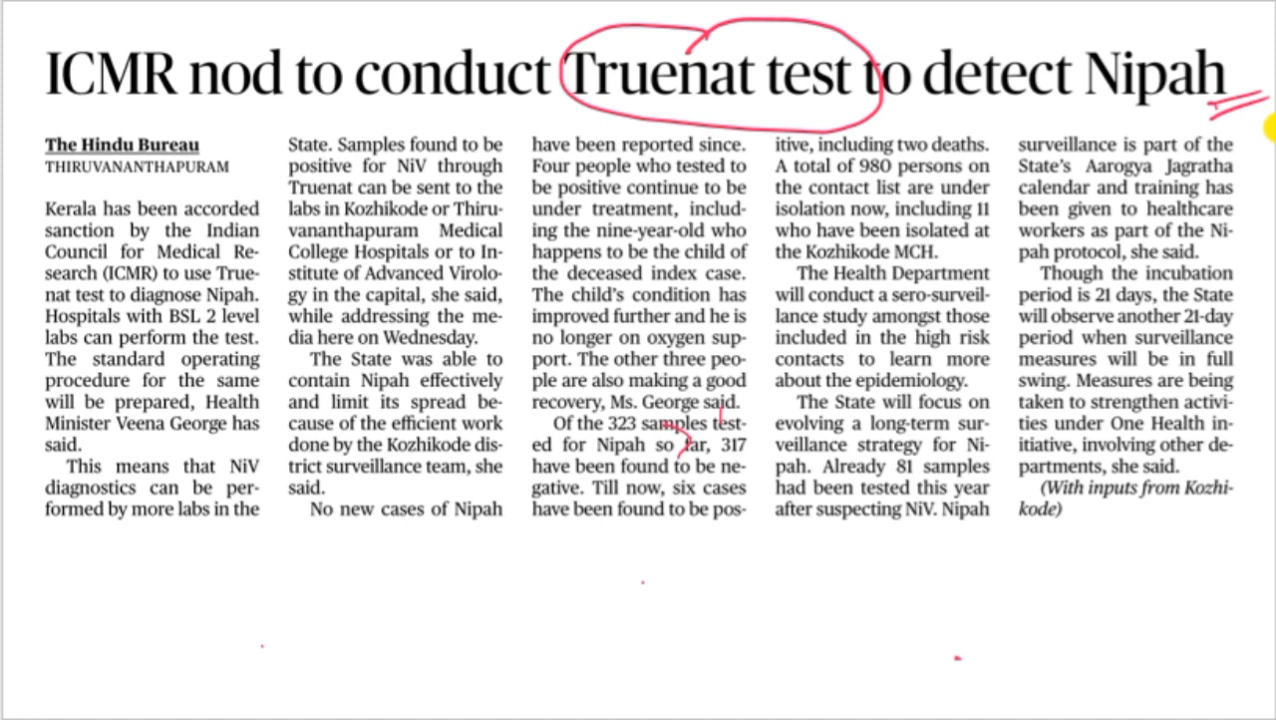 ICMR nod to conduct Truenat test to detect Nipah
The Hindu Bureau
THIRUVANANTHAPURAM
Kerala has been accorded
sanction by the Indian
Council for Medical Re-
search (ICMR) to use True-
nat test to diagnose Nipah.
Hospitals with BSL 2 level
labs can perform the test.
The standard operating
procedure for the same
will be prepared, Health
Minister Veena George has
said.
This means that NiV
diagnostics can be per-
formed by more labs in the
State. Samples found to be
positive for NiV through
Truenat can be sent to the
labs in Kozhikode or Thiru-
vananthapuram Medical
College Hospitals or to In-
stitute of Advanced Virolo-
gy in the capital, she said,
while addressing the me-
dia here on Wednesday.
The State was able to
contain Nipah effectively
and limit its spread be-
cause of the efficient work
done by the Kozhikode dis-
trict surveillance team, she
said.
No new cases of Nipah
have been reported since.
Four people who tested to
be positive continue to be
under treatment, includ-
ing the nine-year-old who
happens to be the child of
the deceased index case.
The child's condition has
improved further and he is
no longer on oxygen sup-
port. The other three peo-
ple are also making a good
recovery, Ms. George said.
Of the 323 samples test-
ed for Nipah so far, 317
have been found to be ne-
gative. Till now, six cases
have been found to be pos-
itive, including two deaths.
A total of 980 persons on
the contact list are under
isolation now, including 11
who have been isolated at
the Kozhikode MCH.
The Health Department
will conduct a sero-surveil-
lance study amongst those
included in the high risk
contacts to learn more
about the epidemiology.
The State will focus on
evolving a long-term sur-
veillance strategy for Ni-
pah. Already 81 samples
had been tested this year
after suspecting NiV. Nipah
surveillance is part of the
State's Aarogya Jagratha
calendar and training has
been given to healthcare
workers as part of the Ni-
pah protocol, she said.
Though the incubation
period is 21 days, the State
will observe another 21-day
period when surveillance
measures will be in full
swing. Measures are being
taken to strengthen activi-
ties under One Health in-
itiative, involving other de-
partments, she said.
(With inputs from Kozhi-
kode)